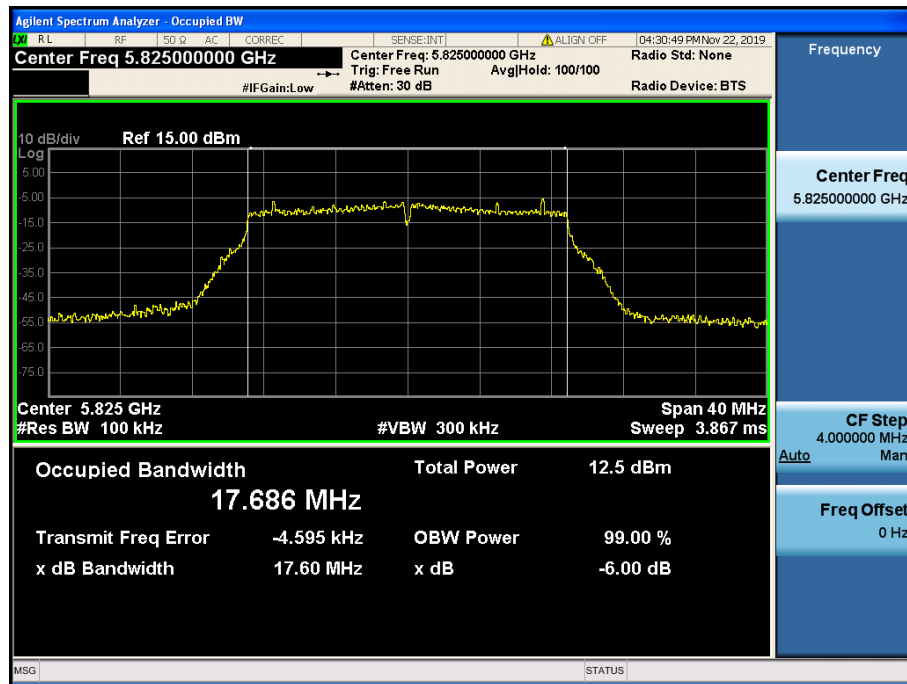 Agilent Spectrum Analyzer - Occupied BW
LXI RL RF 50 Ω AC CORREC SENSE:INT ALIGN OFF 04:30:49 PM Nov 22, 2019
Center Freq 5.825000000 GHz
Center Freq: 5.825000000 GHz Radio Std: None
Trig: Free Run Avg|Hold: 100/100
#IFGain:Low #Atten: 30 dB Radio Device: BTS
10 dB/div Ref 15.00 dBm
Log
5.00
-5.00
-15.0
-25.0
-35.0
-45.0
-55.0
-65.0
-75.0
Center 5.825 GHz Span 40 MHz
#Res BW 100 kHz #VBW 300 kHz Sweep 3.867 ms
Occupied Bandwidth Total Power 12.5 dBm
17.686 MHz
Transmit Freq Error -4.595 kHz OBW Power 99.00 %
x dB Bandwidth 17.60 MHz x dB -6.00 dB
MSG STATUS
Frequency
Center Freq
5.825000000 GHz
CF Step
4.000000 MHz
Auto Man
Freq Offset
0 Hz